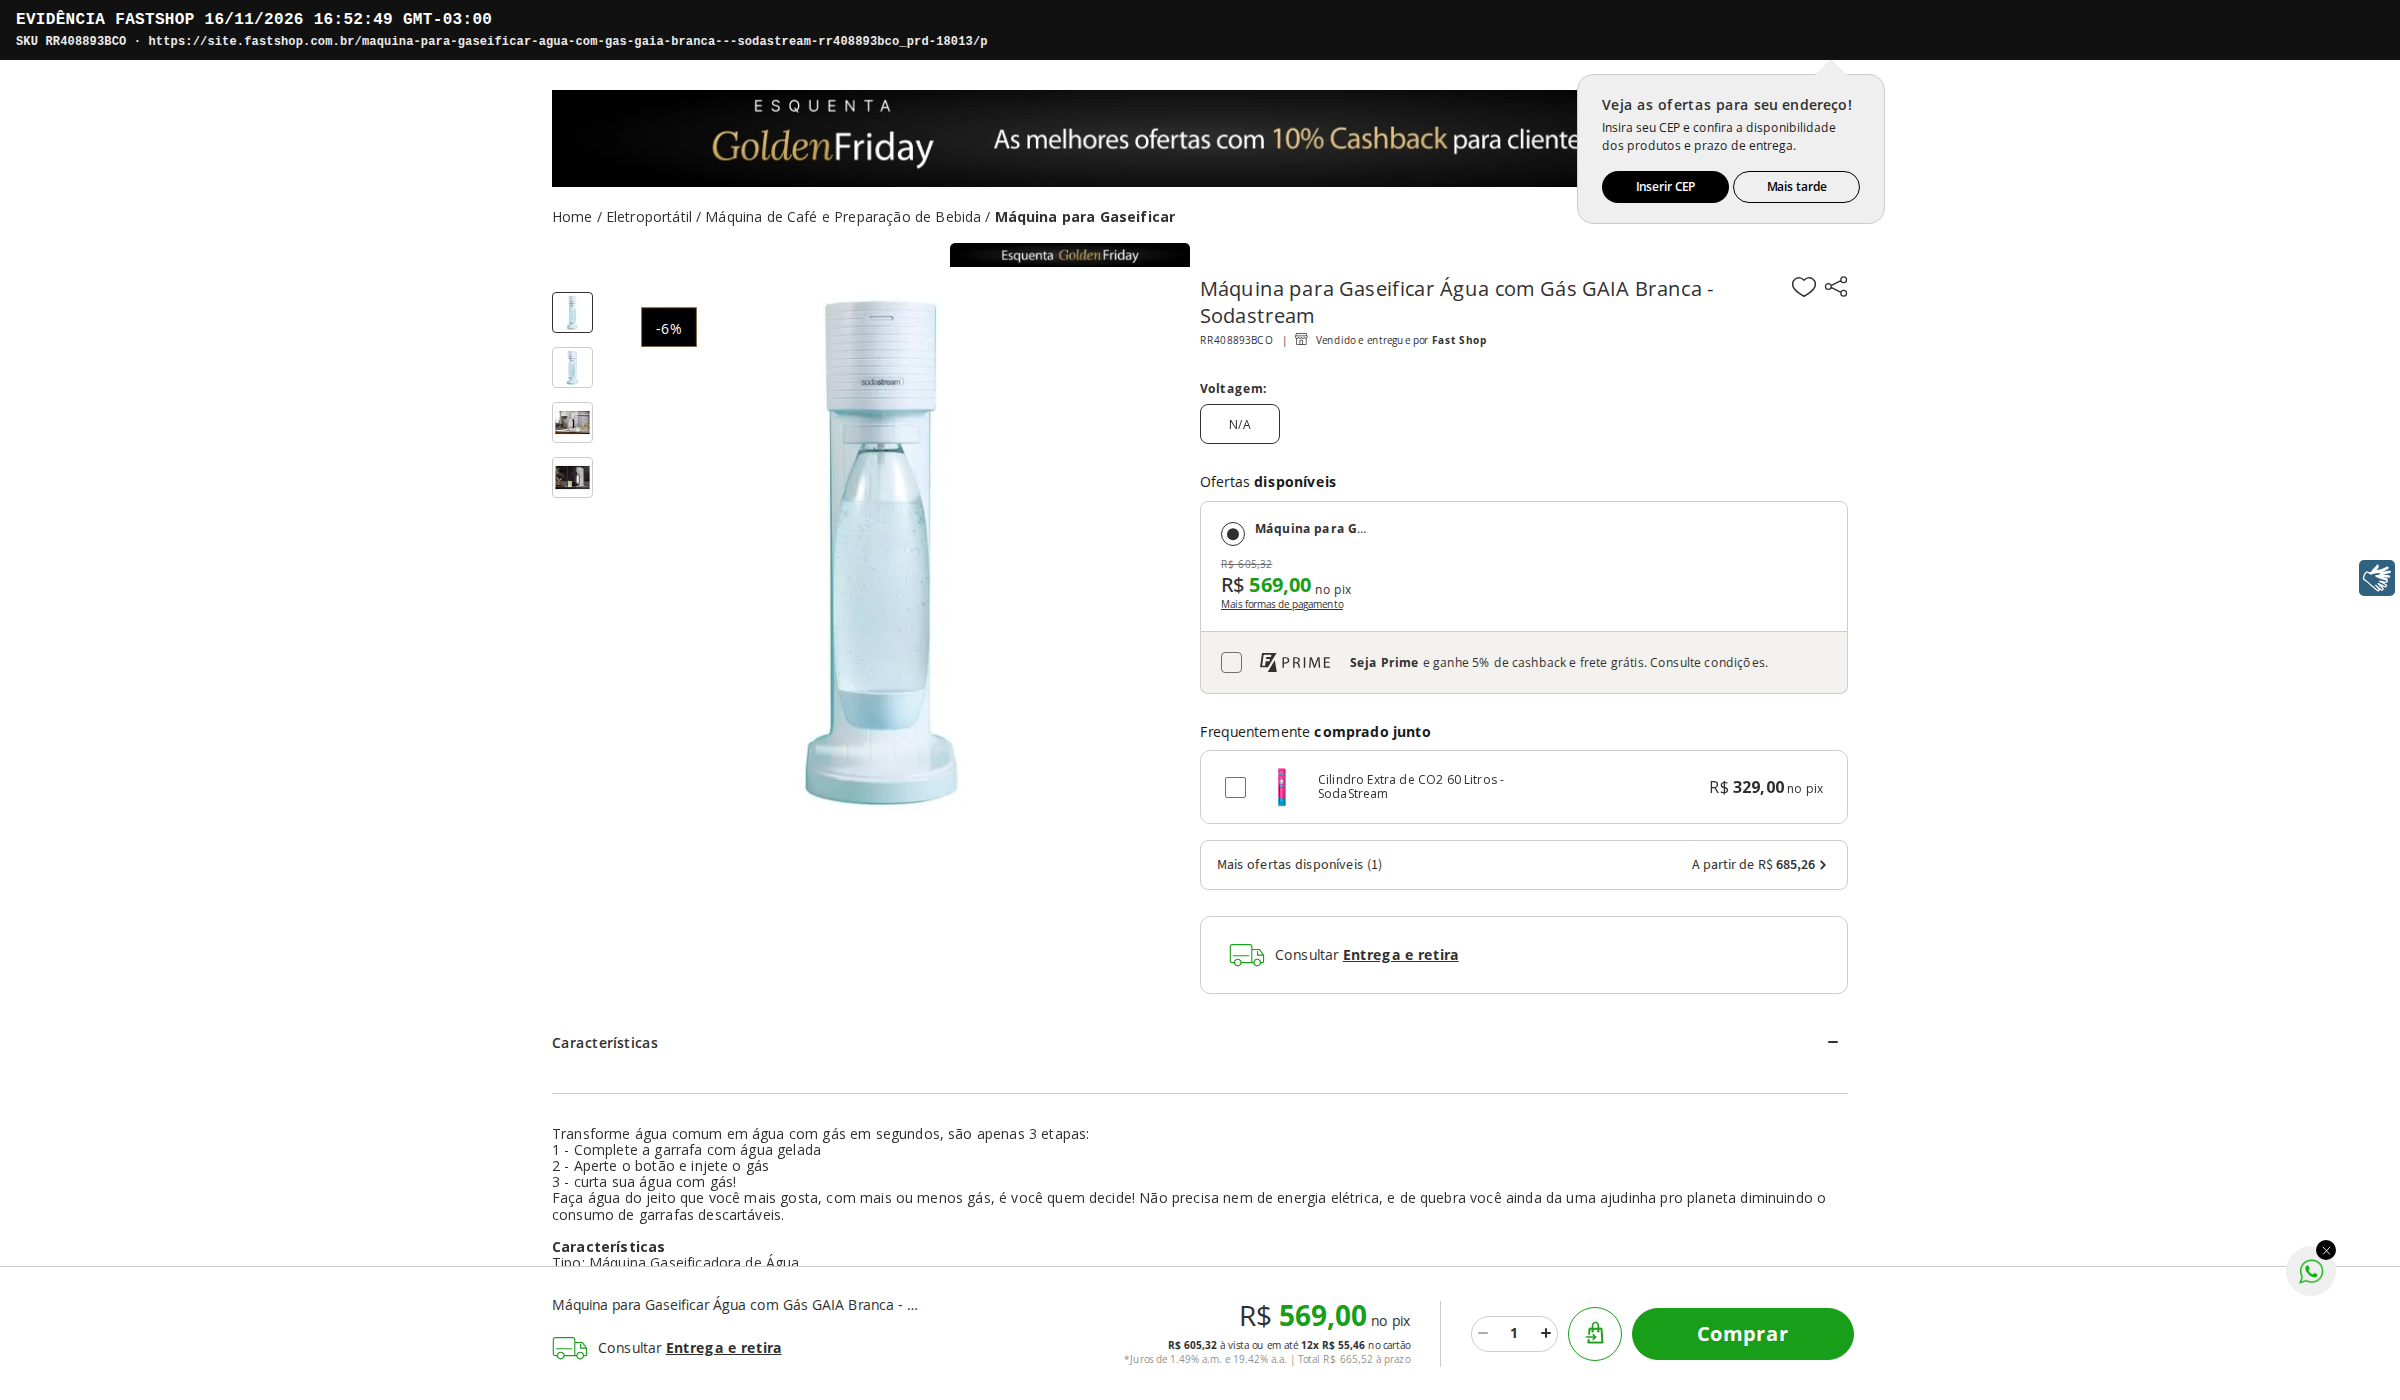 EVIDÊNCIA FASTSHOP 16/11/2026 16:52:49 GMT-03:00
SKU RR408893BCO · https://site.fastshop.com.br/maquina-para-gaseificar-agua-com-gas-gaia-branca---sodastream-rr408893bco_prd-18013/p
ESQUENTA
GoldenFriday
As melhores ofertas com 10% Cashback para cliente
Veja as ofertas para seu endereço!
Insira seu CEP e confira a disponibilidade
dos produtos e prazo de entrega.
Inserir CEP
Mais tarde
Home / Eletroportátil / Máquina de Café e Preparação de Bebida / Máquina para Gaseificar
Esquenta GoldenFriday
-6%
sodastream
Máquina para Gaseificar Água com Gás GAIA Branca -
Sodastream
RR408893BCO | Vendido e entregue por Fast Shop
Voltagem:
N/A
Ofertas disponíveis
Máquina para G...
R$ 605,32
R$ 569,00 no pix
Mais formas de pagamento
PRIME Seja Prime e ganhe 5% de cashback e frete grátis. Consulte condições.
Frequentemente comprado junto
Cilindro Extra de CO2 60 Litros -
SodaStream
R$ 329,00 no pix
Mais ofertas disponíveis (1)
A partir de R$ 685,26
Consultar Entrega e retira
Características
Transforme água comum em água com gás em segundos, são apenas 3 etapas:
1 - Complete a garrafa com água gelada
2 - Aperte o botão e injete o gás
3 - curta sua água com gás!
Faça água do jeito que você mais gosta, com mais ou menos gás, é você quem decide! Não precisa nem de energia elétrica, e de quebra você ainda da uma ajudinha pro planeta diminuindo o
consumo de garrafas descartáveis.
Características
Tipo: Máquina Gaseificadora de Água
Máquina para Gaseificar Água com Gás GAIA Branca - ...
Consultar Entrega e retira
R$ 569,00 no pix
R$ 605,32 à vista ou em até 12x R$ 55,46 no cartão
*Juros de 1.49% a.m. e 19.42% a.a. | Total R$ 665,52 à prazo
1
Comprar